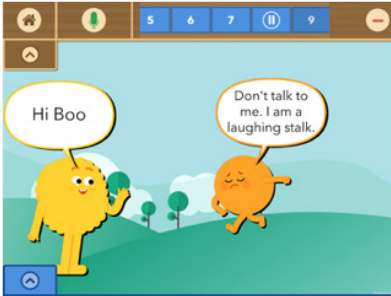 5 6 7 9
Hi Boo
Don't talk to
me. I am a
laughing stalk.